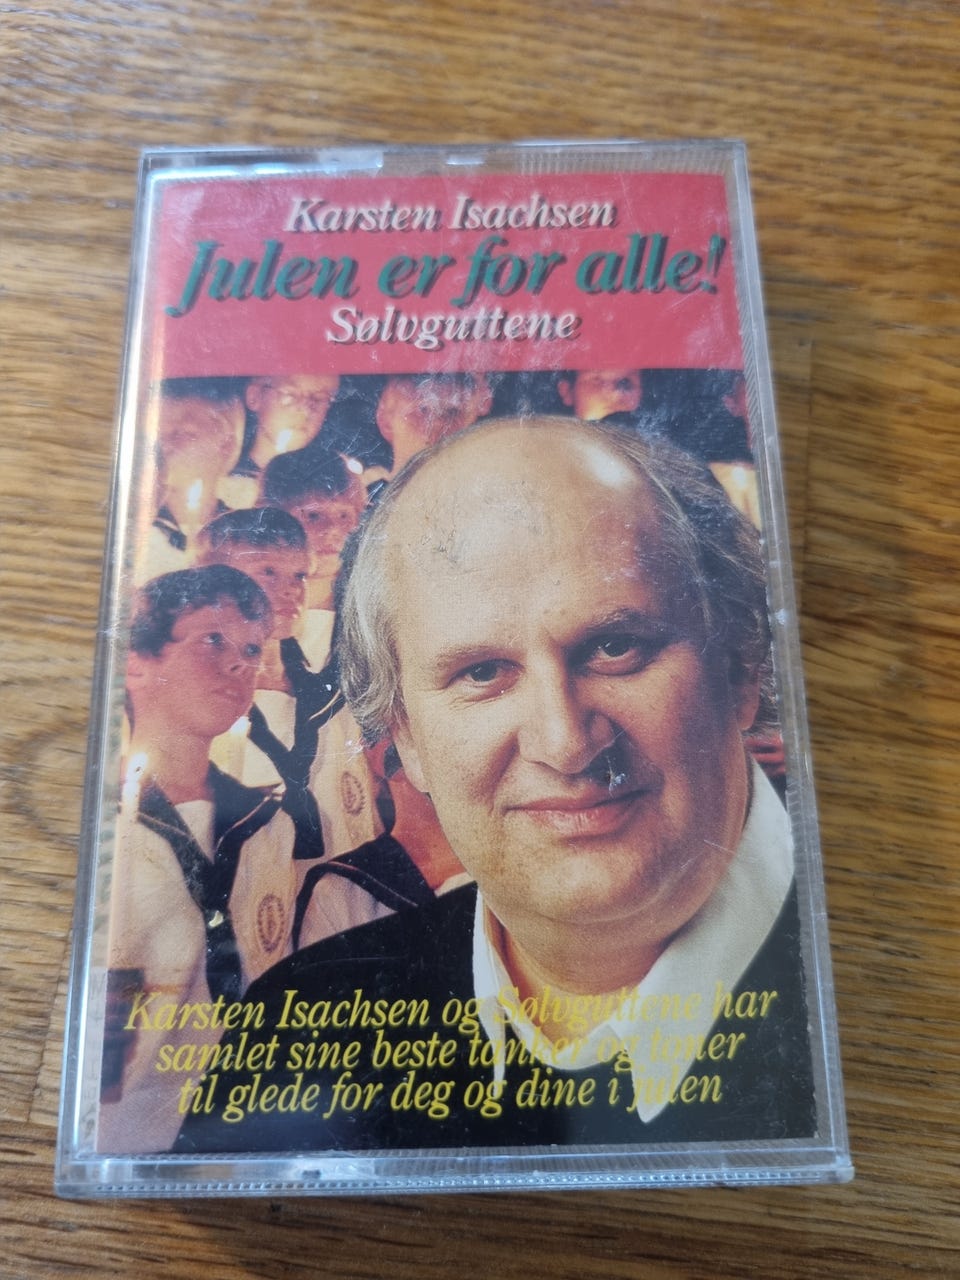 Karsten Isachsen
Julen er for alle!
Sølvguttene
Karsten Isachsen og Sølvguttene har
samlet sine beste tanker og toner
til glede for deg og dine i julen